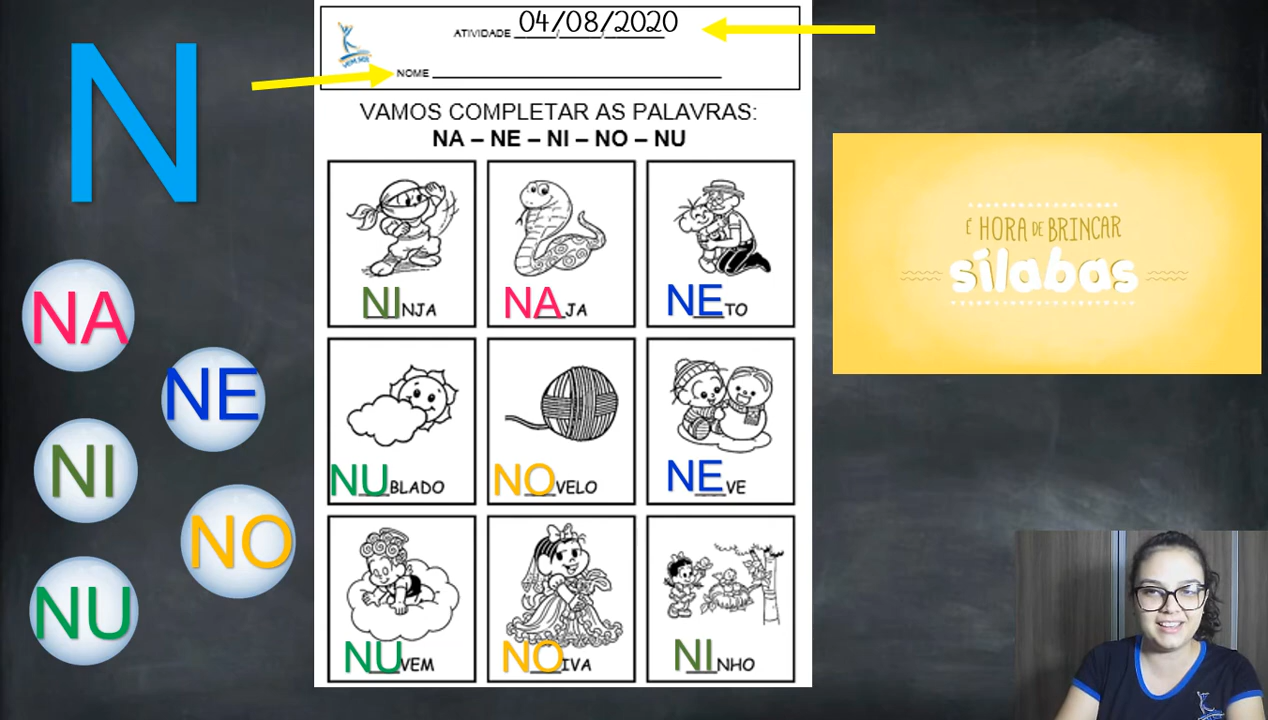 N
NA
NE
NI
NO
NU
ATIVIDADE 04/08/2020
NOME
VAMOS COMPLETAR AS PALAVRAS:
NA – NE – NI – NO – NU
NINJA
NAJA
NETO
NUBLADO
NOVELO
NEVE
NUVEM
NOIVA
NINHO
É HORA DE BRINCAR
sílabas